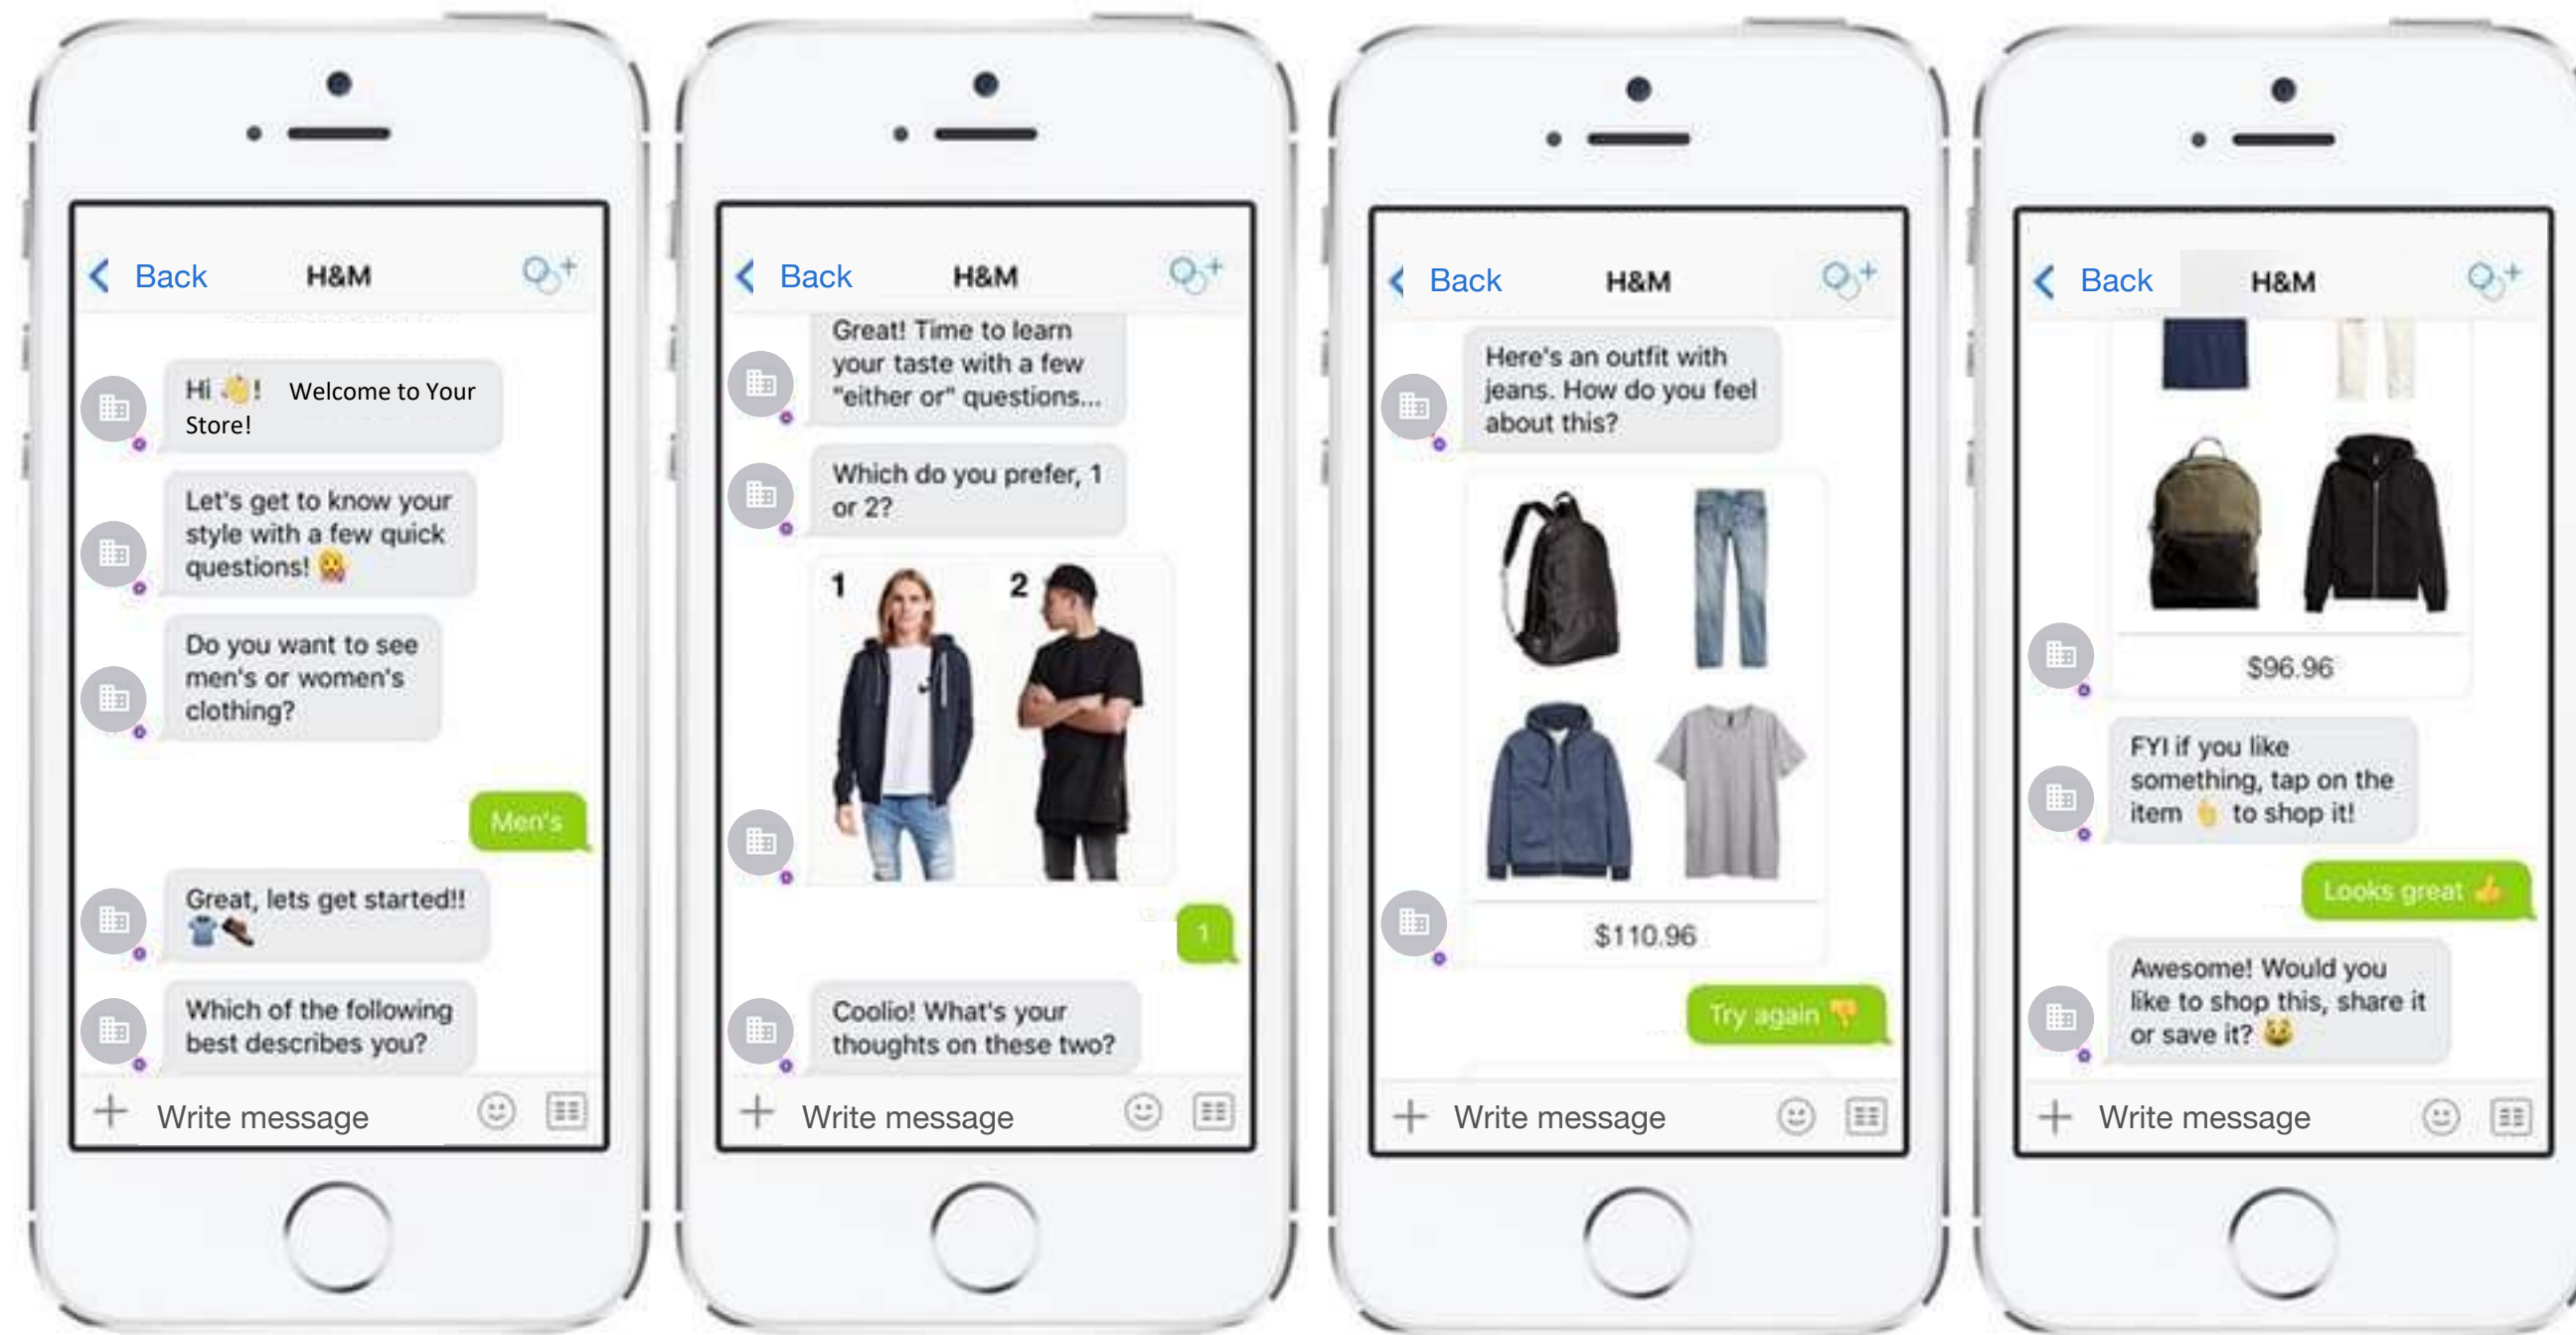 Back H&M
Hi 👋! Welcome to Your
Store!
Let's get to know your
style with a few quick
questions!
Do you want to see
men's or women's
clothing?
Men's
Great, lets get started!!
Which of the following
best describes you?
Write message
Back H&M
Great! Time to learn
your taste with a few
"either or" questions...
Which do you prefer, 1
or 2?
1 2
1
Coolio! What's your
thoughts on these two?
Write message
Back H&M
Here's an outfit with
jeans. How do you feel
about this?
$110.96
Try again 👎
Write message
Back H&M
$96.96
FYI if you like
something, tap on the
item 👆 to shop it!
Looks great 👍
Awesome! Would you
like to shop this, share it
or save it?
Write message